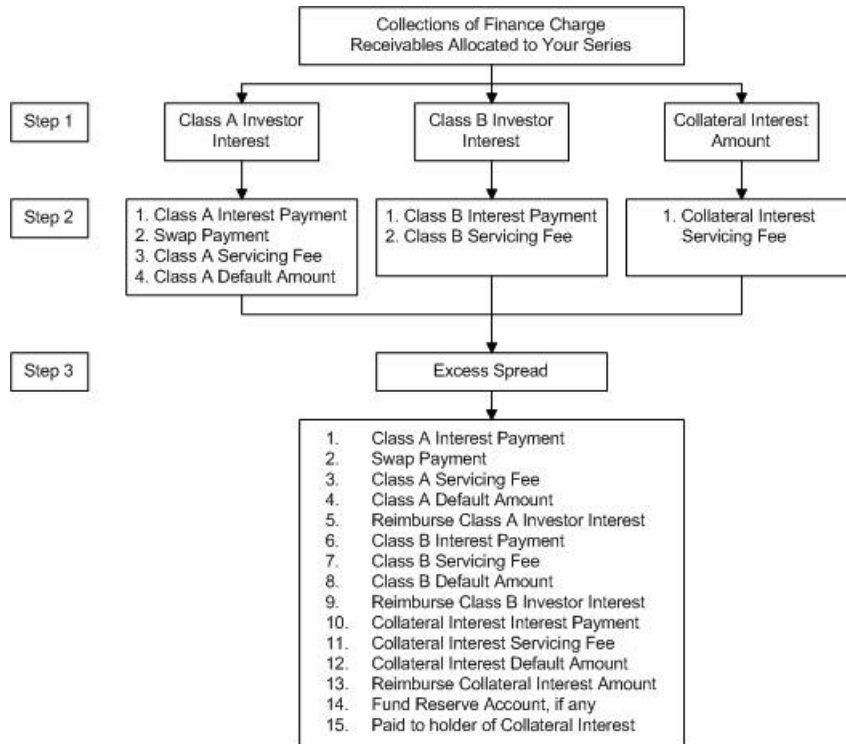 Collections of Finance Charge
Receivables Allocated to Your Series
Step 1
Class A Investor
Interest
Class B Investor
Interest
Collateral Interest
Amount
Step 2
1. Class A Interest Payment
2. Swap Payment
3. Class A Servicing Fee
4. Class A Default Amount
1. Class B Interest Payment
2. Class B Servicing Fee
1. Collateral Interest
Servicing Fee
Step 3
Excess Spread
1. Class A Interest Payment
2. Swap Payment
3. Class A Servicing Fee
4. Class A Default Amount
5. Reimburse Class A Investor Interest
6. Class B Interest Payment
7. Class B Servicing Fee
8. Class B Default Amount
9. Reimburse Class B Investor Interest
10. Collateral Interest Interest Payment
11. Collateral Interest Servicing Fee
12. Collateral Interest Default Amount
13. Reimburse Collateral Interest Amount
14. Fund Reserve Account, if any
15. Paid to holder of Collateral Interest